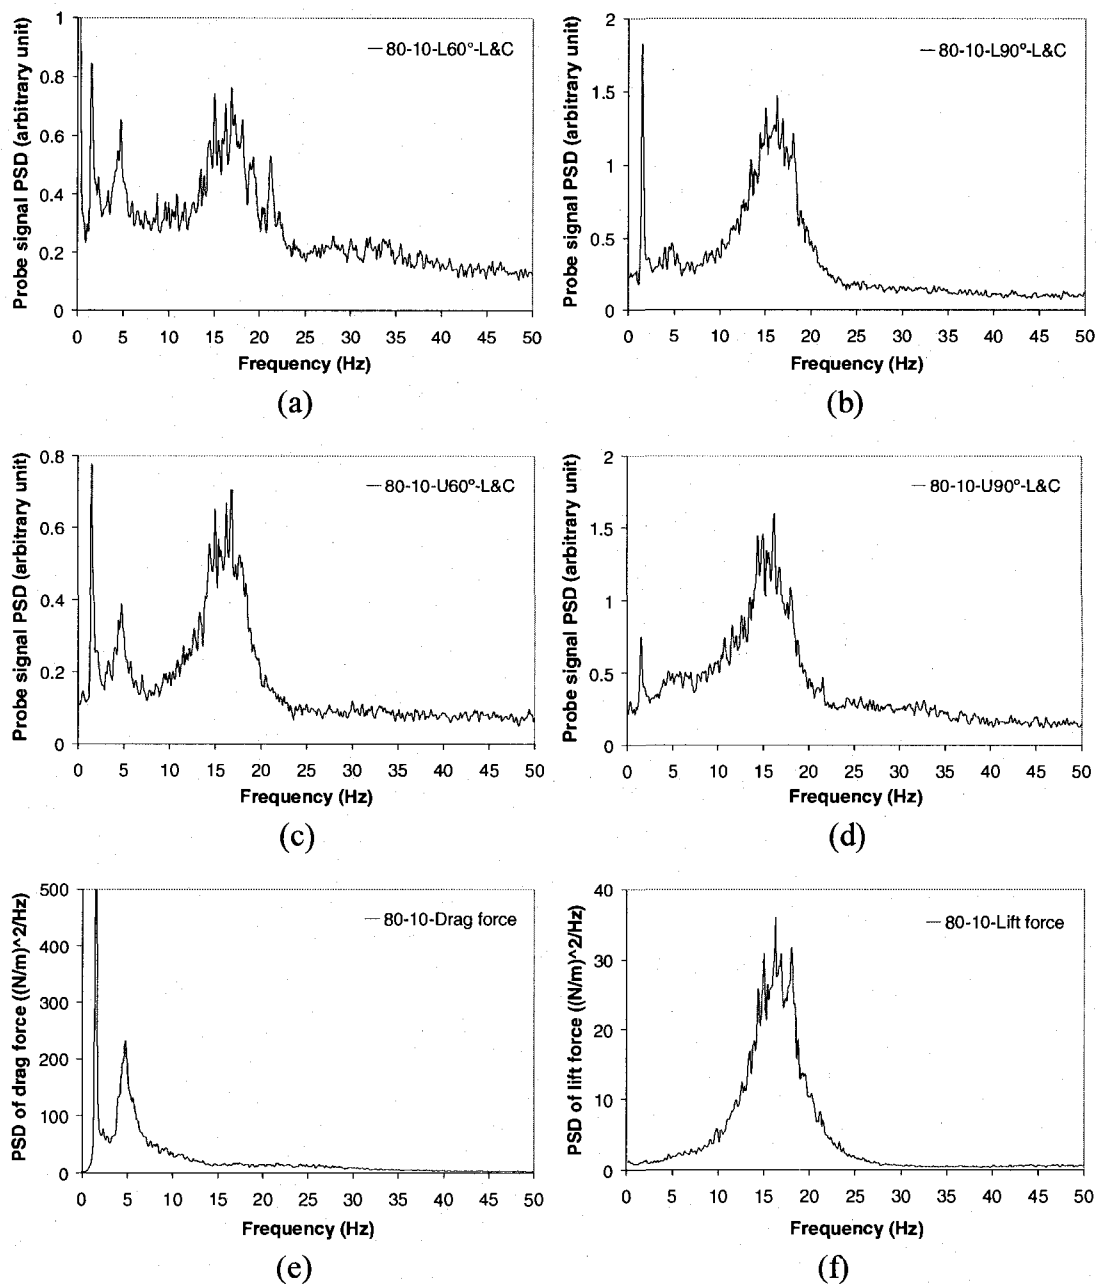 Probe signal PSD (arbitrary unit)
1
0.8
0.6
0.4
0.2
0
80-10-L60°-L&C
0 5 10 15 20 25 30 35 40 45 50
Frequency (Hz)
(a)
Probe signal PSD (arbitrary unit)
2
1.5
1
0.5
0
80-10-L90°-L&C
0 5 10 15 20 25 30 35 40 45 50
Frequency (Hz)
(b)
Probe signal PSD (arbitrary unit)
0.8
0.6
0.4
0.2
0
80-10-U60°-L&C
0 5 10 15 20 25 30 35 40 45 50
Frequency (Hz)
(c)
Probe signal PSD (arbitrary unit)
2
1.5
1
0.5
0
80-10-U90°-L&C
0 5 10 15 20 25 30 35 40 45 50
Frequency (Hz)
(d)
PSD of drag force ((N/m)^2/Hz)
500
400
300
200
100
0
80-10-Drag force
0 5 10 15 20 25 30 35 40 45 50
Frequency (Hz)
(e)
PSD of lift force ((N/m)^2/Hz)
40
30
20
10
0
80-10-Lift force
0 5 10 15 20 25 30 35 40 45 50
Frequency (Hz)
(f)